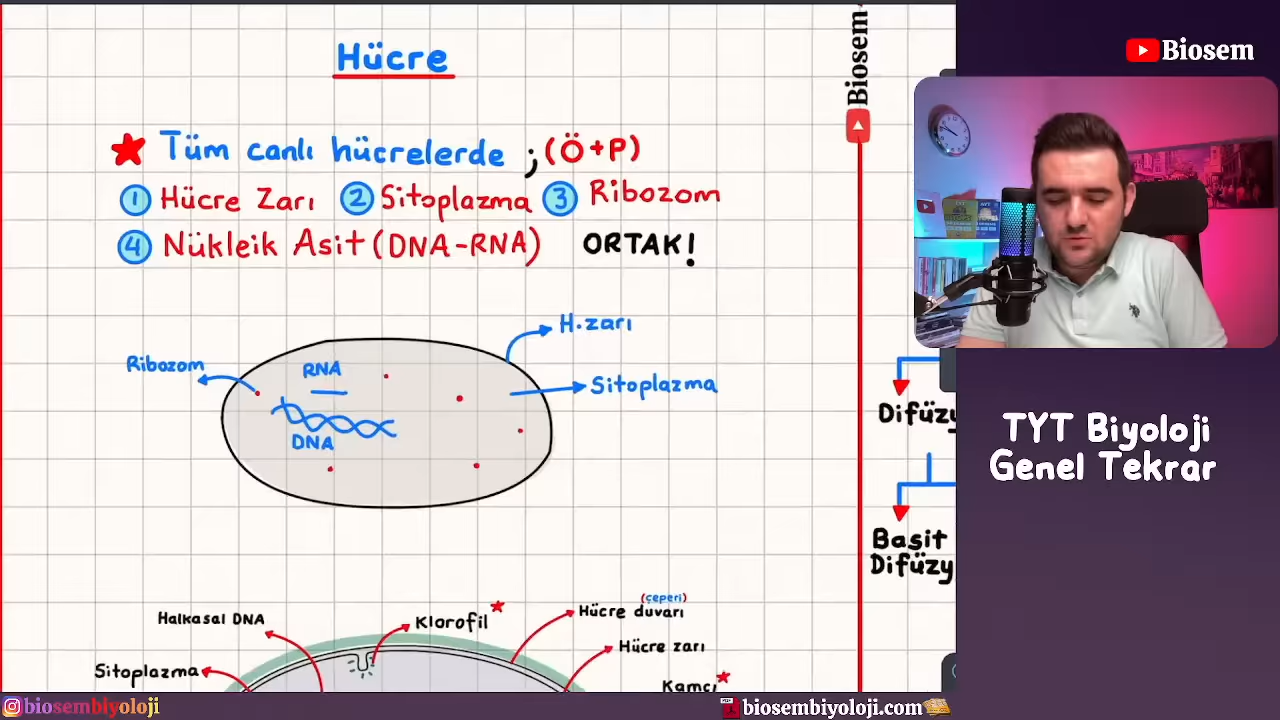 Hücre
★ Tüm canlı hücrelerde ; (Ö+P)
1 Hücre Zarı 2 Sitoplazma 3 Ribozom
4 Nükleik Asit (DNA-RNA) ORTAK!
H.zarı
Ribozom
RNA
Sitoplazma
DNA
Halkasal DNA
Klorofil
(çeperi)
Hücre duvarı
Hücre zarı
Sitoplazma
Kamçı
Biosem
Difüzy
Basit
Difüzy
Biosem
TYT Biyoloji
Genel Tekrar
biosembiyoloji
biosembiyoloji.com